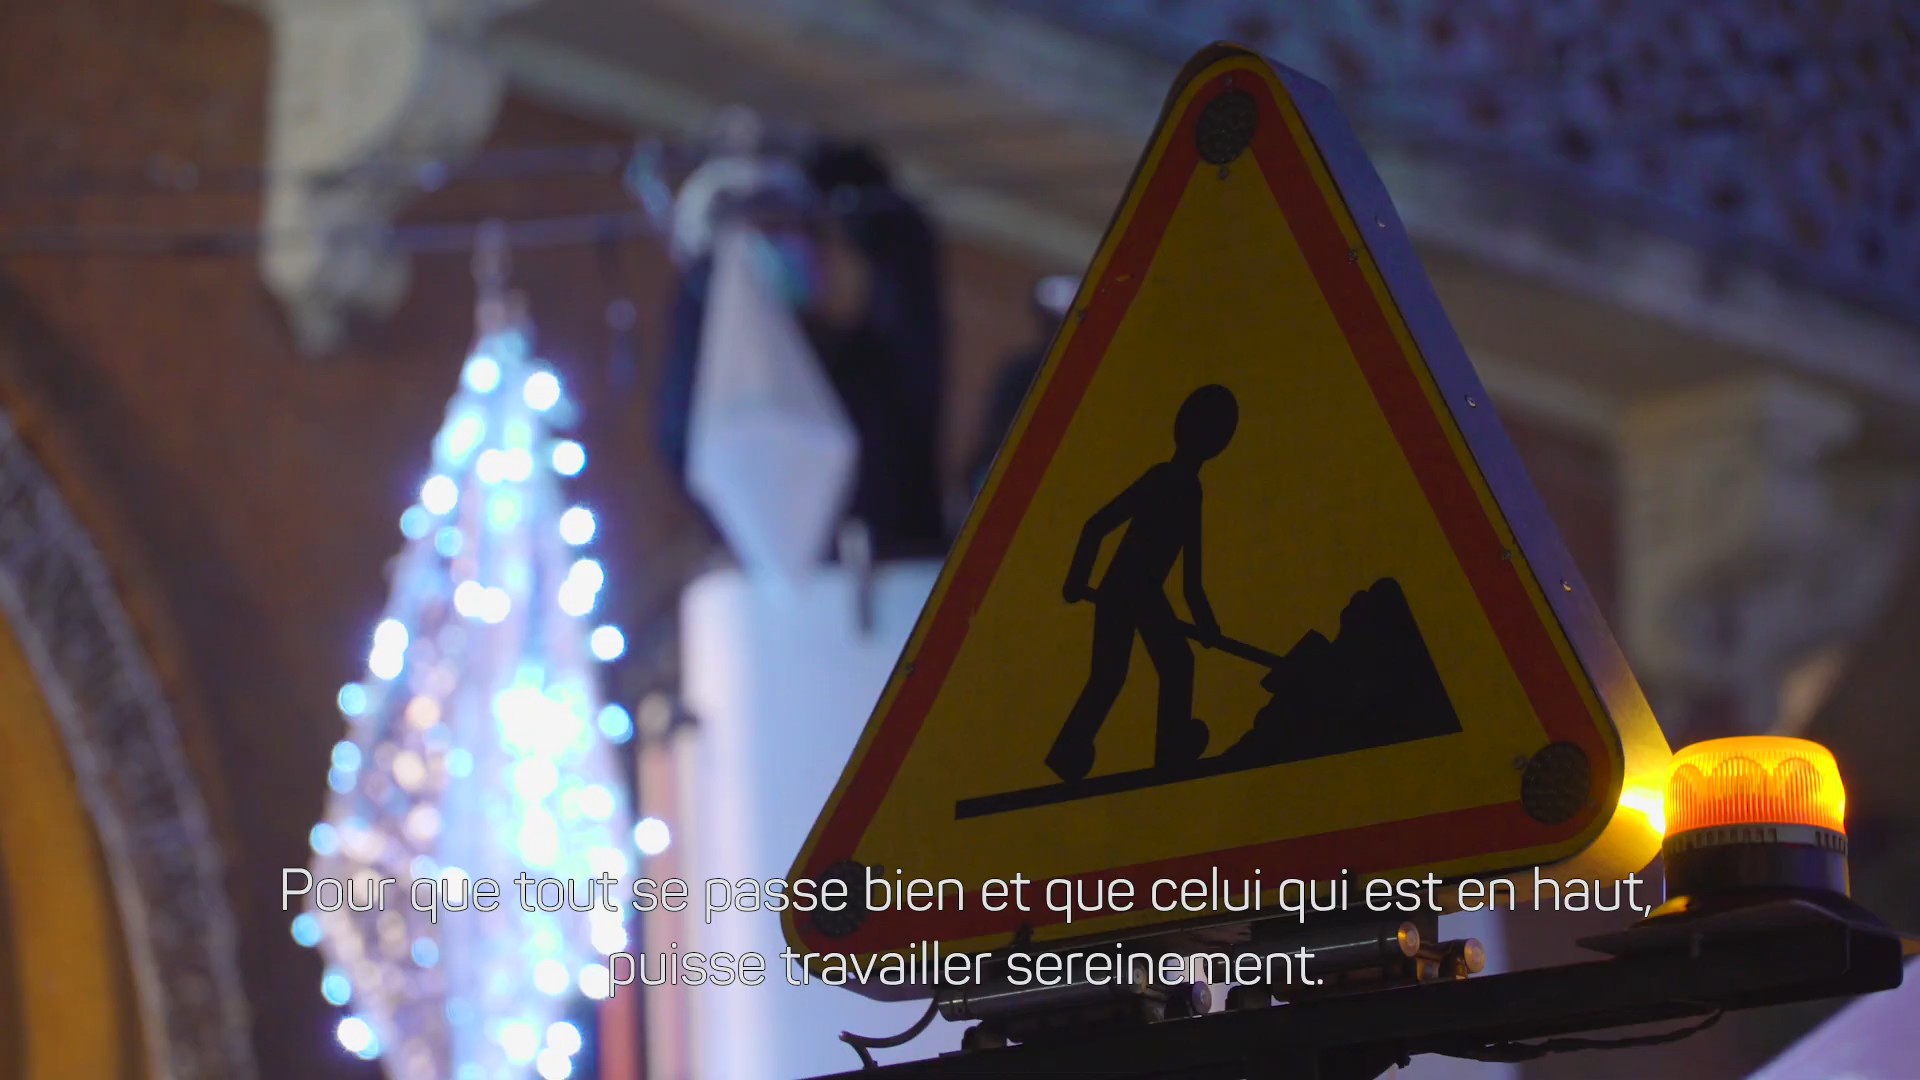 Pour que tout se passe bien et que celui qui est en haut,
puisse travailler sereinement.